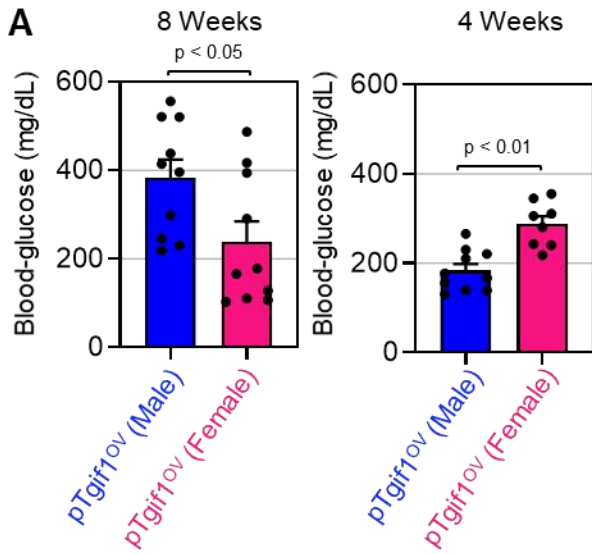 A
8 Weeks
p < 0.05
Blood-glucose (mg/dL)
600
400
200
0
pTgif1OV (Male)
pTgif1OV (Female)
4 Weeks
p < 0.01
Blood-glucose (mg/dL)
600
400
200
0
pTgif1OV (Male)
pTgif1OV (Female)